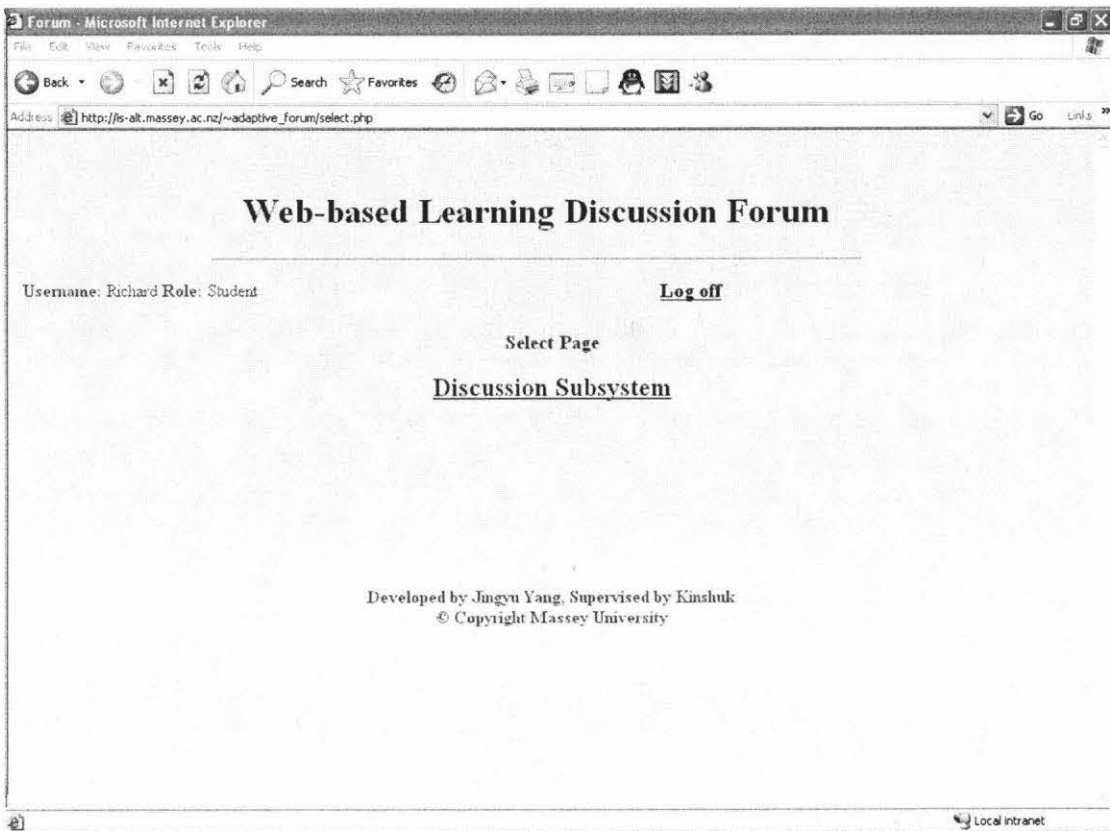 Forum - Microsoft Internet Explorer
File Edit View Favorites Tools Help
Back Search Favorites
Address http://is-alt.massey.ac.nz/~adaptive_forum/select.php Go Links »
Web-based Learning Discussion Forum
Username: Richard Role: Student Log off
Select Page
Discussion Subsystem
Developed by Jingyu Yang, Supervised by Kinshuk
© Copyright Massey University
Local intranet